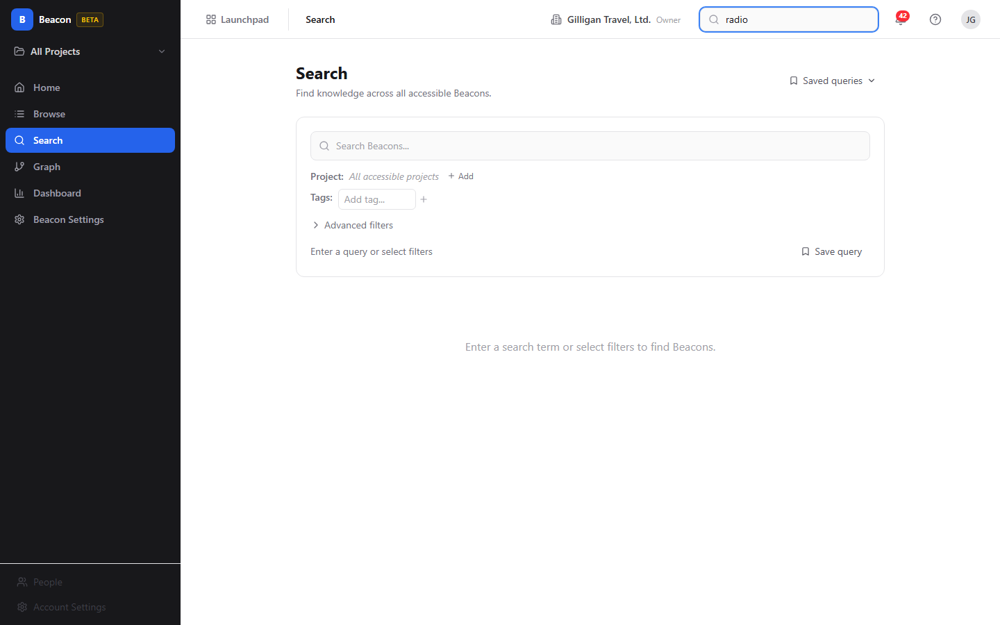 B Beacon BETA
All Projects
Home
Browse
Search
Graph
Dashboard
Beacon Settings
People
Account Settings
Launchpad
Search
Gilligan Travel, Ltd. Owner
radio
42
JG
Search
Find knowledge across all accessible Beacons.
Saved queries
Search Beacons...
Project: All accessible projects + Add
Tags: Add tag... +
Advanced filters
Enter a query or select filters
Save query
Enter a search term or select filters to find Beacons.